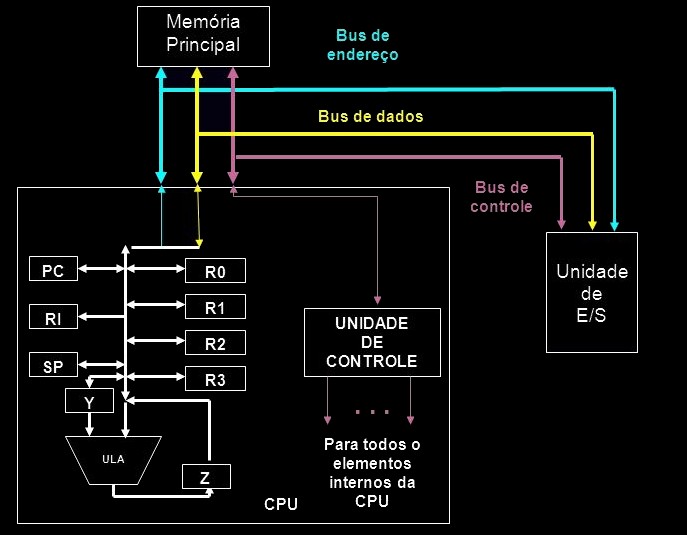 Memória
Principal
Bus de
endereço
Bus de dados
Bus de
controle
Unidade
de
E/S
PC
R0
RI
R1
SP
R2
R3
Y
ULA
Z
UNIDADE
DE
CONTROLE
. . .
Para todos o
elementos
internos da
CPU
CPU